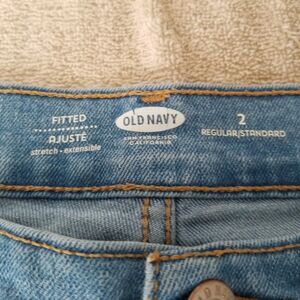 FITTED
AJUSTÉ
stretch • extensible
OLD NAVY
SAN FRANCISCO
CALIFORNIA
2
REGULAR/STANDARD